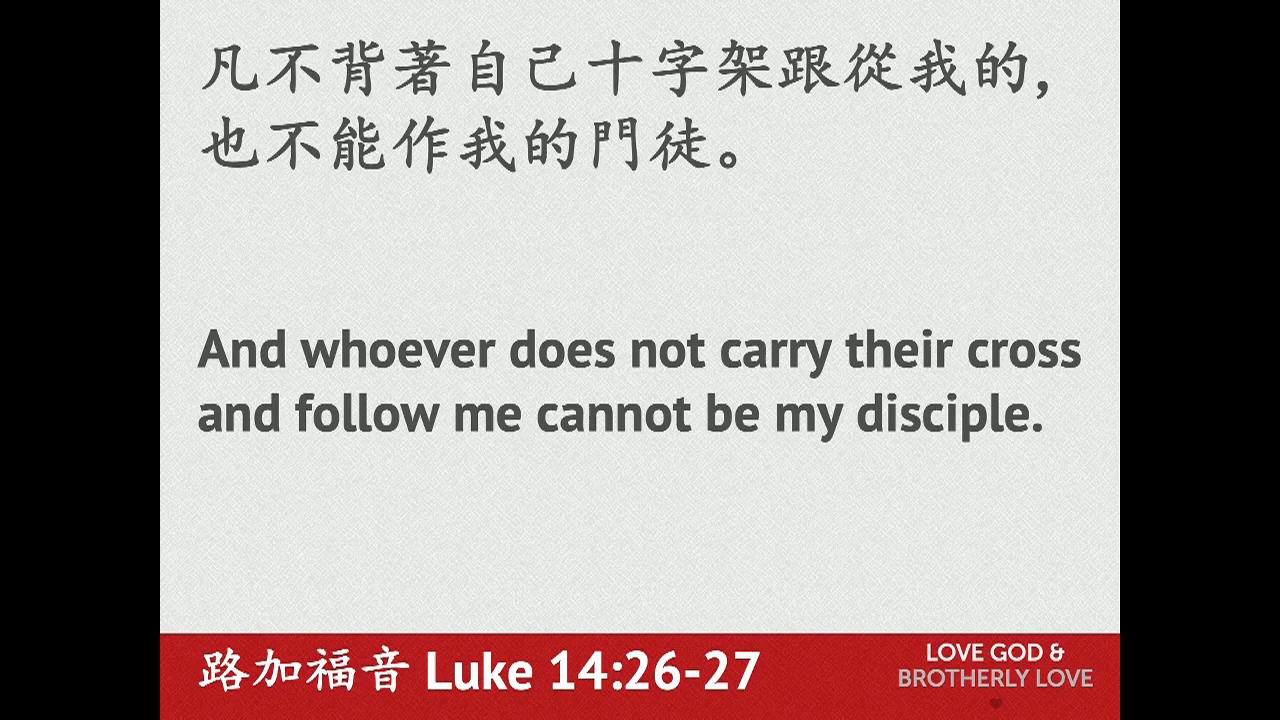 凡不背著自己十字架跟從我的,
也不能作我的門徒。
And whoever does not carry their cross
and follow me cannot be my disciple.
路加福音 Luke 14:26-27
LOVE GOD &
BROTHERLY LOVE